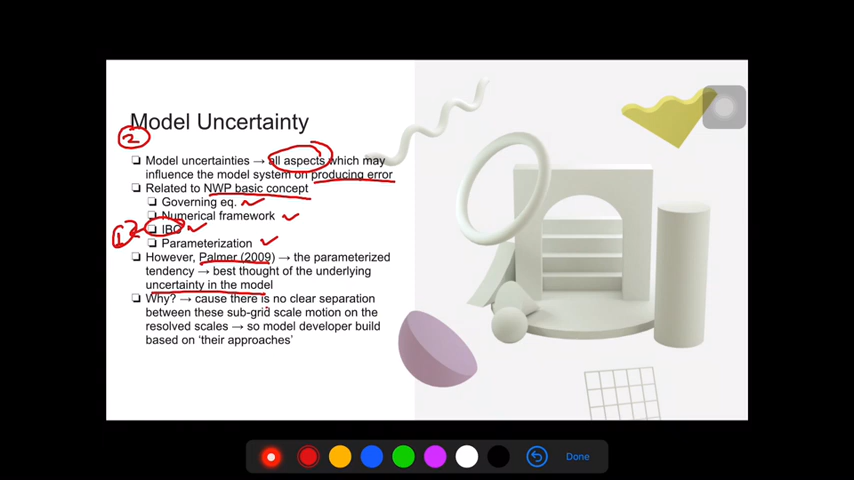 Model Uncertainty
2
❑ Model uncertainties → all aspects which may
influence the model system on producing error
❑ Related to NWP basic concept
❑ Governing eq.
❑ Numerical framework
1
❑ IBC
❑ Parameterization
❑ However, Palmer (2009) → the parameterized
tendency → best thought of the underlying
uncertainty in the model
❑ Why? → cause there is no clear separation
between these sub-grid scale motion on the
resolved scales → so model developer build
based on ‘their approaches’
Done